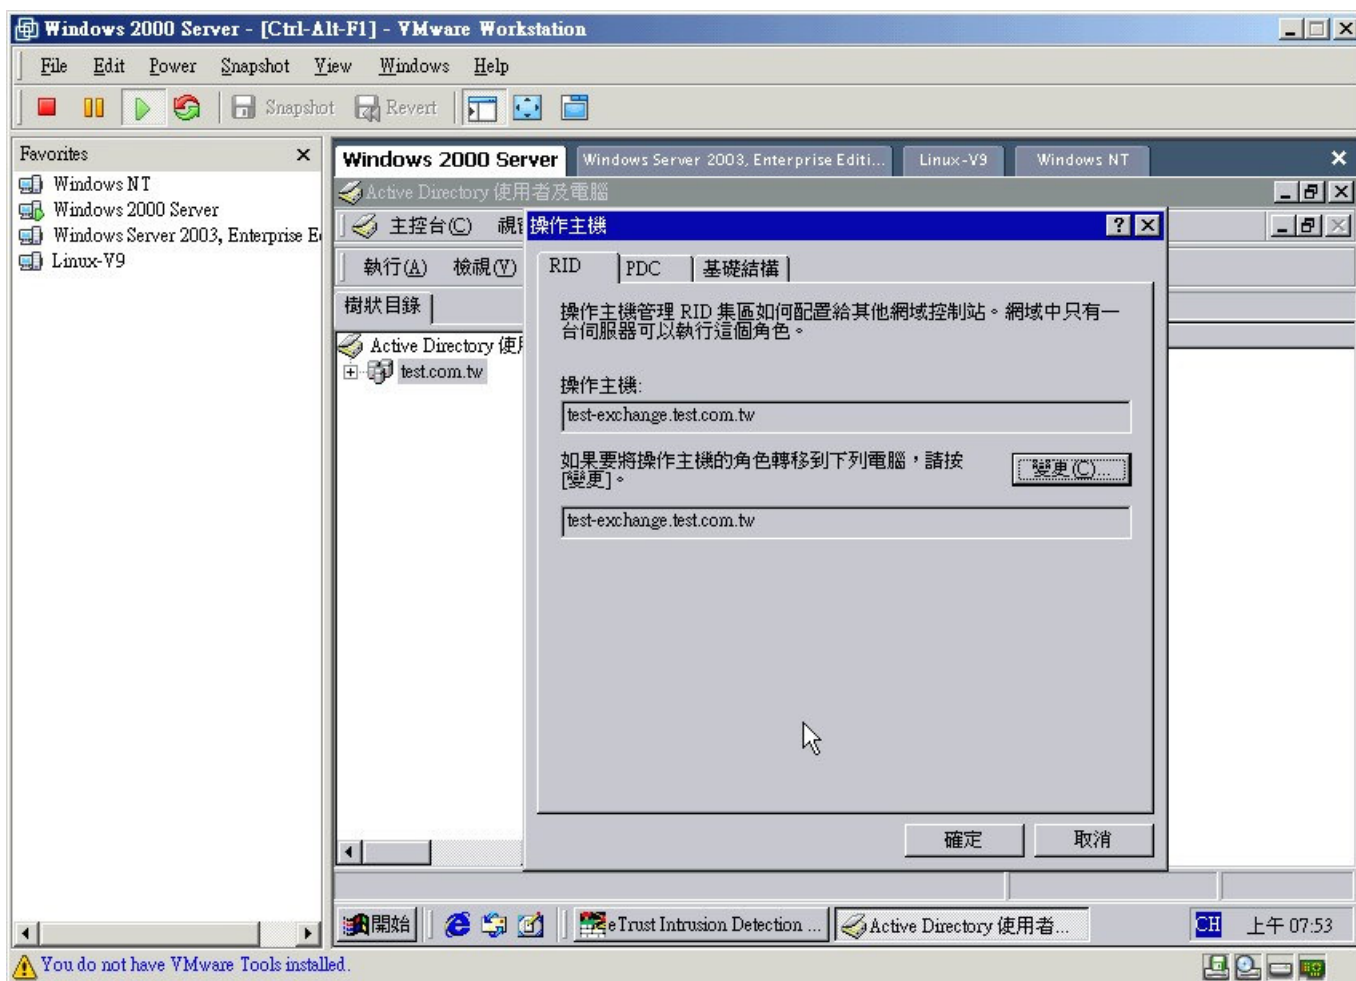 Windows 2000 Server - [Ctrl-Alt-F1] - VMware Workstation
File Edit Power Snapshot View Windows Help
Snapshot Revert
Favorites
Windows NT
Windows 2000 Server
Windows Server 2003, Enterprise E
Linux-V9
Windows 2000 Server Windows Server 2003, Enterprise Editi... Linux-V9 Windows NT
Active Directory 使用者及電腦
主控台(C)
執行(A) 檢視(V)
樹狀目錄
Active Directory
test.com.tw
操作主機
RID PDC 基礎結構
操作主機管理 RID 集區如何配置給其他網域控制站。網域中只有一
台伺服器可以執行這個角色。
操作主機:
test-exchange.test.com.tw
如果要將操作主機的角色轉移到下列電腦，請按
[變更]。
變更(C)...
test-exchange.test.com.tw
確定 取消
開始 eTrust Intrusion Detection ... Active Directory 使用者... CH 上午 07:53
You do not have VMware Tools installed.